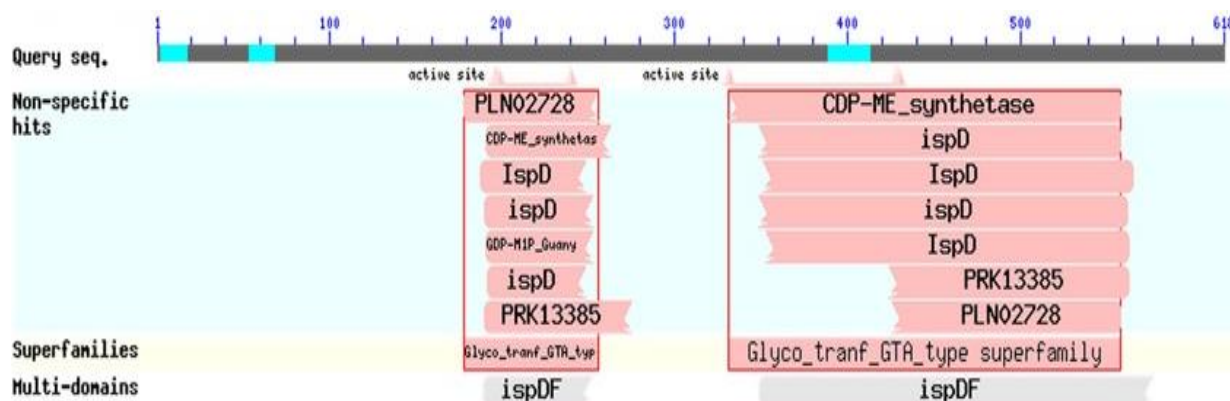 1 100 200 300 400 500 618
Query seq.
active site active site
Non-specific hits
PLN02728 CDP-ME_synthetase
CDP-ME_synthetas ispD
IspD IspD
ispD ispD
GDP-M1P_Guany IspD
ispD PRK13385
PRK13385 PLN02728
Superfamilies Glyco_tranf_GTA_typ Glyco_tranf_GTA_type superfamily
Multi-domains ispDF ispDF